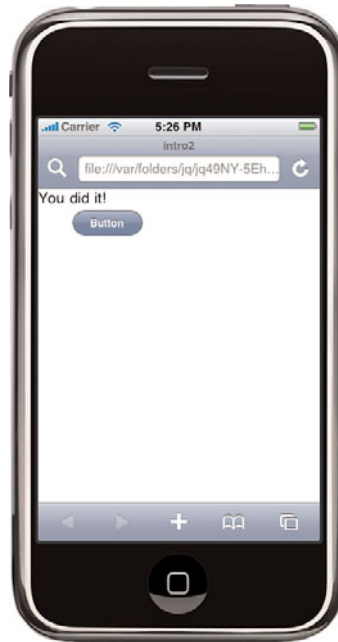 Carrier 5:26 PM
intro2
file:///var/folders/jq/jq49NY-5Eh...
You did it!
Button